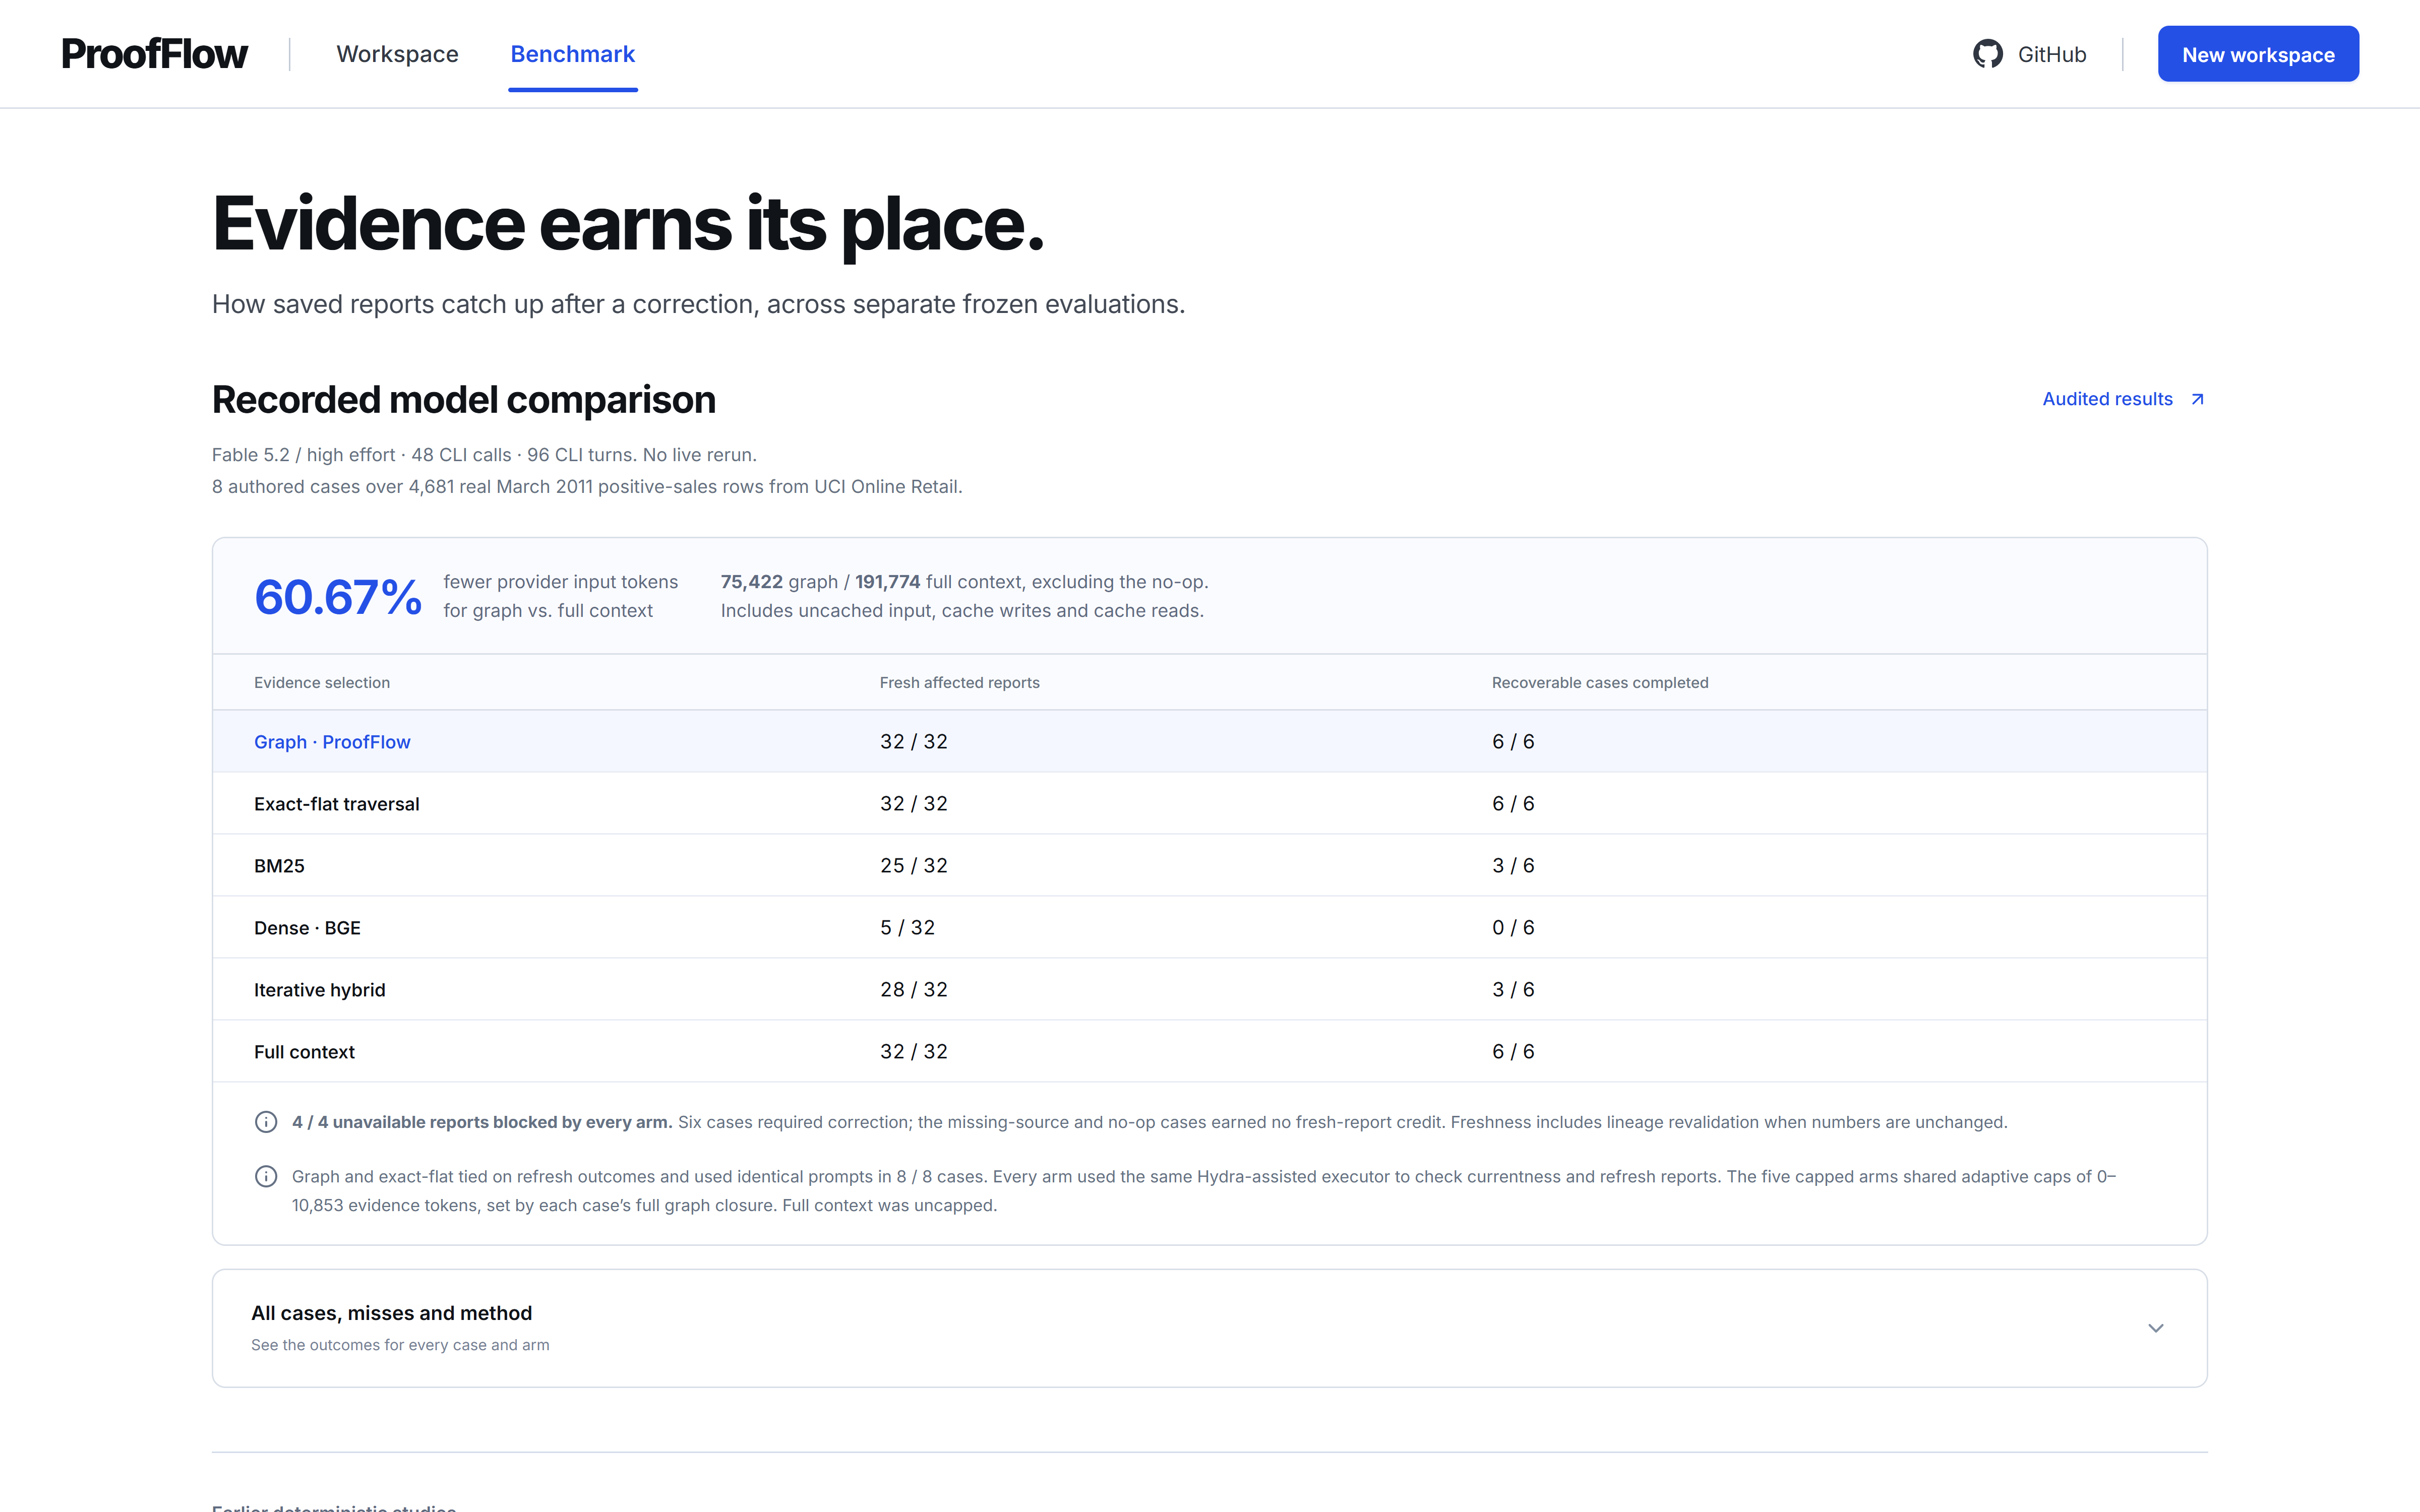 ProofFlow
Workspace
Benchmark
GitHub
New workspace
Evidence earns its place.
How saved reports catch up after a correction, across separate frozen evaluations.
Recorded model comparison
Audited results
Fable 5.2 / high effort · 48 CLI calls · 96 CLI turns. No live rerun.
8 authored cases over 4,681 real March 2011 positive-sales rows from UCI Online Retail.
60.67%
fewer provider input tokens
for graph vs. full context
75,422 graph / 191,774 full context, excluding the no-op.
Includes uncached input, cache writes and cache reads.
Evidence selection Fresh affected reports Recoverable cases completed
Graph · ProofFlow 32 / 32 6 / 6
Exact-flat traversal 32 / 32 6 / 6
BM25 25 / 32 3 / 6
Dense · BGE 5 / 32 0 / 6
Iterative hybrid 28 / 32 3 / 6
Full context 32 / 32 6 / 6
4 / 4 unavailable reports blocked by every arm. Six cases required correction; the missing-source and no-op cases earned no fresh-report credit. Freshness includes lineage revalidation when numbers are unchanged.
Graph and exact-flat tied on refresh outcomes and used identical prompts in 8 / 8 cases. Every arm used the same Hydra-assisted executor to check currentness and refresh reports. The five capped arms shared adaptive caps of 0–
10,853 evidence tokens, set by each case’s full graph closure. Full context was uncapped.
All cases, misses and method
See the outcomes for every case and arm
Earlier deterministic studies